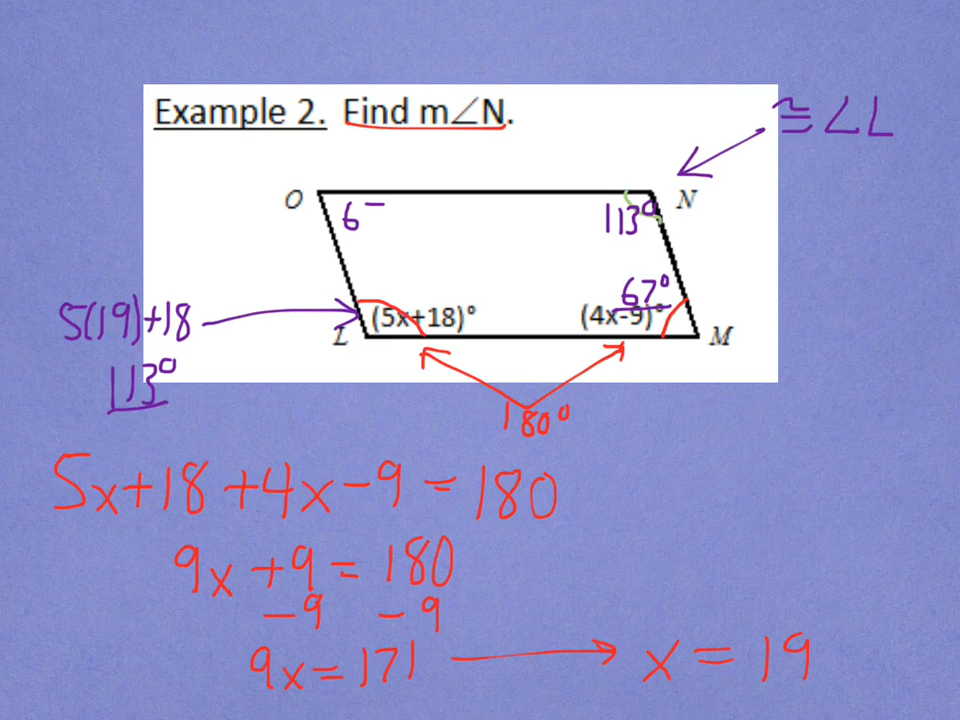 Example 2. Find m∠N.
≅ ∠L
O
N
6
113°
67°
5(19)+18
(5x+18)°
(4x-9)°
L
M
113°
180°
5x+18+4x-9=180
9x+9=180
-9 -9
9x=171
x=19